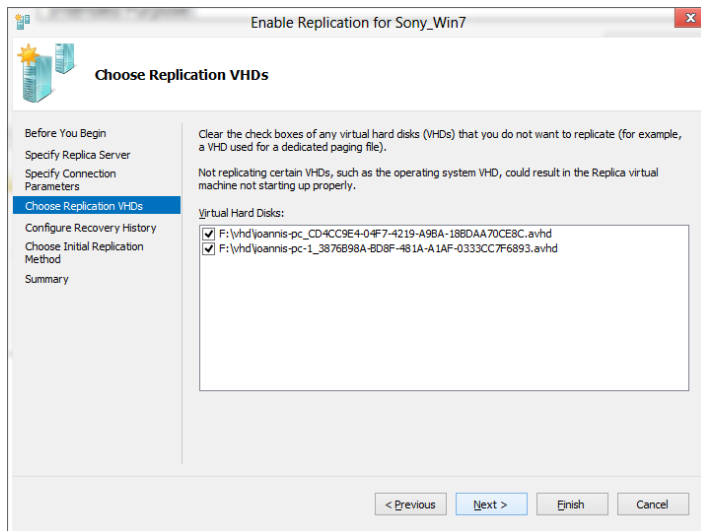 Enable Replication for Sony_Win7
x
Choose Replication VHDs
Before You Begin
Specify Replica Server
Specify Connection
Parameters
Choose Replication VHDs
Configure Recovery History
Choose Initial Replication
Method
Summary
Clear the check boxes of any virtual hard disks (VHDs) that you do not want to replicate (for example,
a VHD used for a dedicated paging file).
Not replicating certain VHDs, such as the operating system VHD, could result in the Replica virtual
machine not starting up properly.
Virtual Hard Disks:
F:\vhd\ioannis-pc_CD4CC9E4-04F7-4219-A9BA-18BDAA70CE8C.avhd
F:\vhd\ioannis-pc-1_3876B98A-BD8F-481A-A1AF-0333CC7F6893.avhd
< Previous
Next >
Finish
Cancel